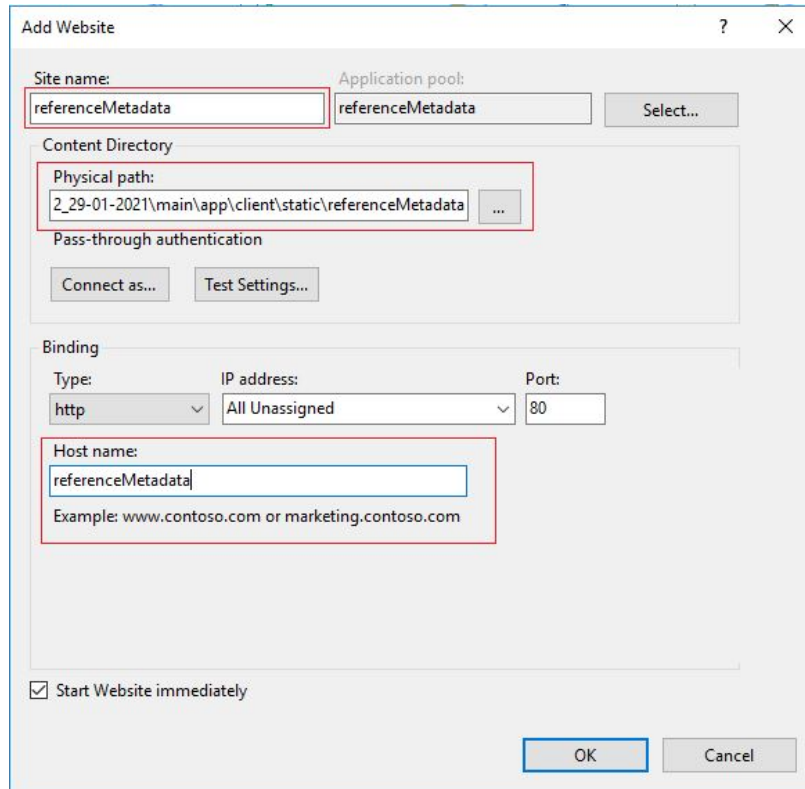 Add Website
?
Site name:
Application pool:
referenceMetadata
referenceMetadata
Select...
Content Directory
Physical path:
2_29-01-2021\main\app\client\static\referenceMetadata
...
Pass-through authentication
Connect as...
Test Settings...
Binding
Type:
IP address:
Port:
http
All Unassigned
80
Host name:
referenceMetadata
Example: www.contoso.com or marketing.contoso.com
Start Website immediately
OK
Cancel